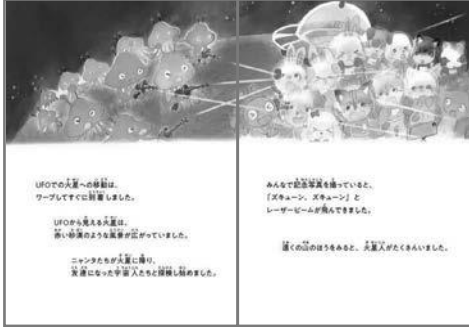 UFOでの火星への移動は、
ワープしてすぐに到着しました。
UFOから見える火星は、
赤い砂漠のような風景が広がっていました。
ニャンタたちが火星に降り、
友達になった宇宙人たちと探検し始めました。
みんなで記念写真を撮っていると、
「ズキューン、ズキューン」と
レーザービームが飛んできました。
遠くの山のほうをみると、火星人がたくさんいました。